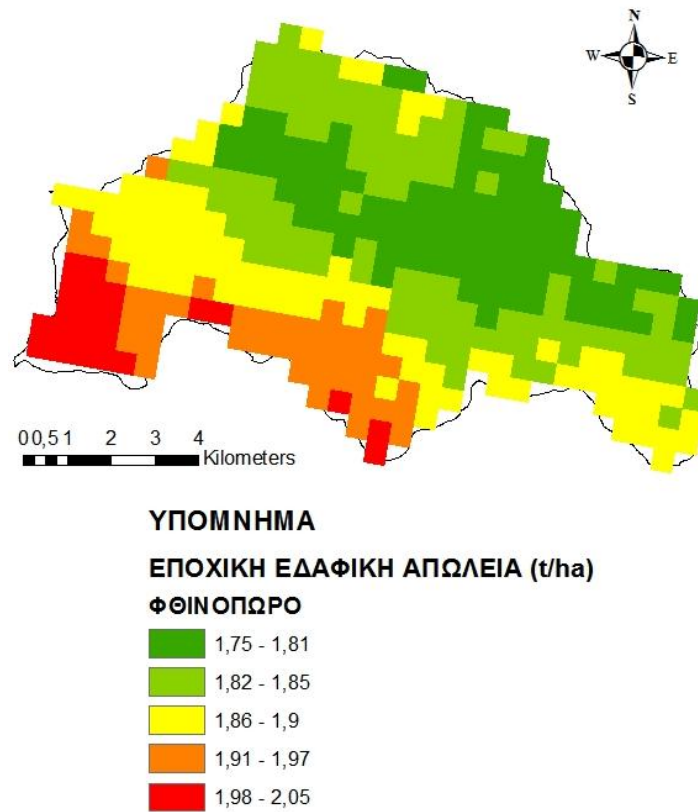 N
W E
S
0 0,5 1 2 3 4
Kilometers
ΥΠΟΜΝΗΜΑ
ΕΠΟΧΙΚΗ ΕΔΑΦΙΚΗ ΑΠΩΛΕΙΑ (t/ha)
ΦΘΙΝΟΠΩΡΟ
1,75 - 1,81
1,82 - 1,85
1,86 - 1,9
1,91 - 1,97
1,98 - 2,05